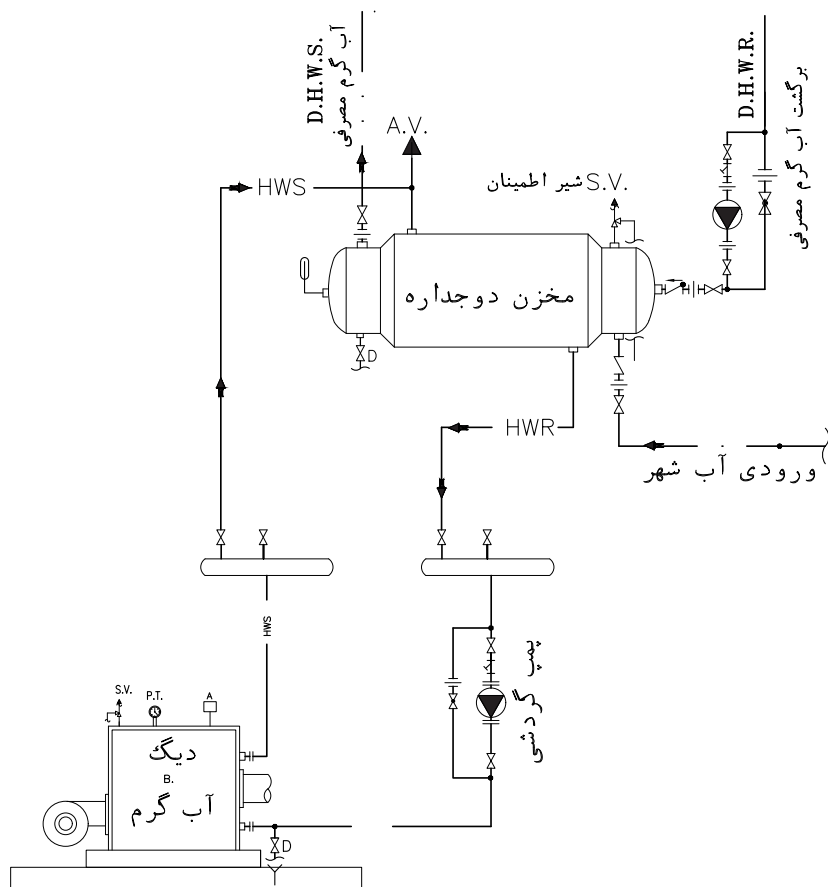 D.H.W.S.
آب گرم مصرفی
D.H.W.R.
برگشت آب گرم مصرفی
A.V.
HWS
شیر اطمینان S.V.
مخزن دوجداره
D
HWR
ورودی آب شهر
HWS
پمپ گردشی
S.V.
P.T.
A
دیگ
B.
آب گرم
D